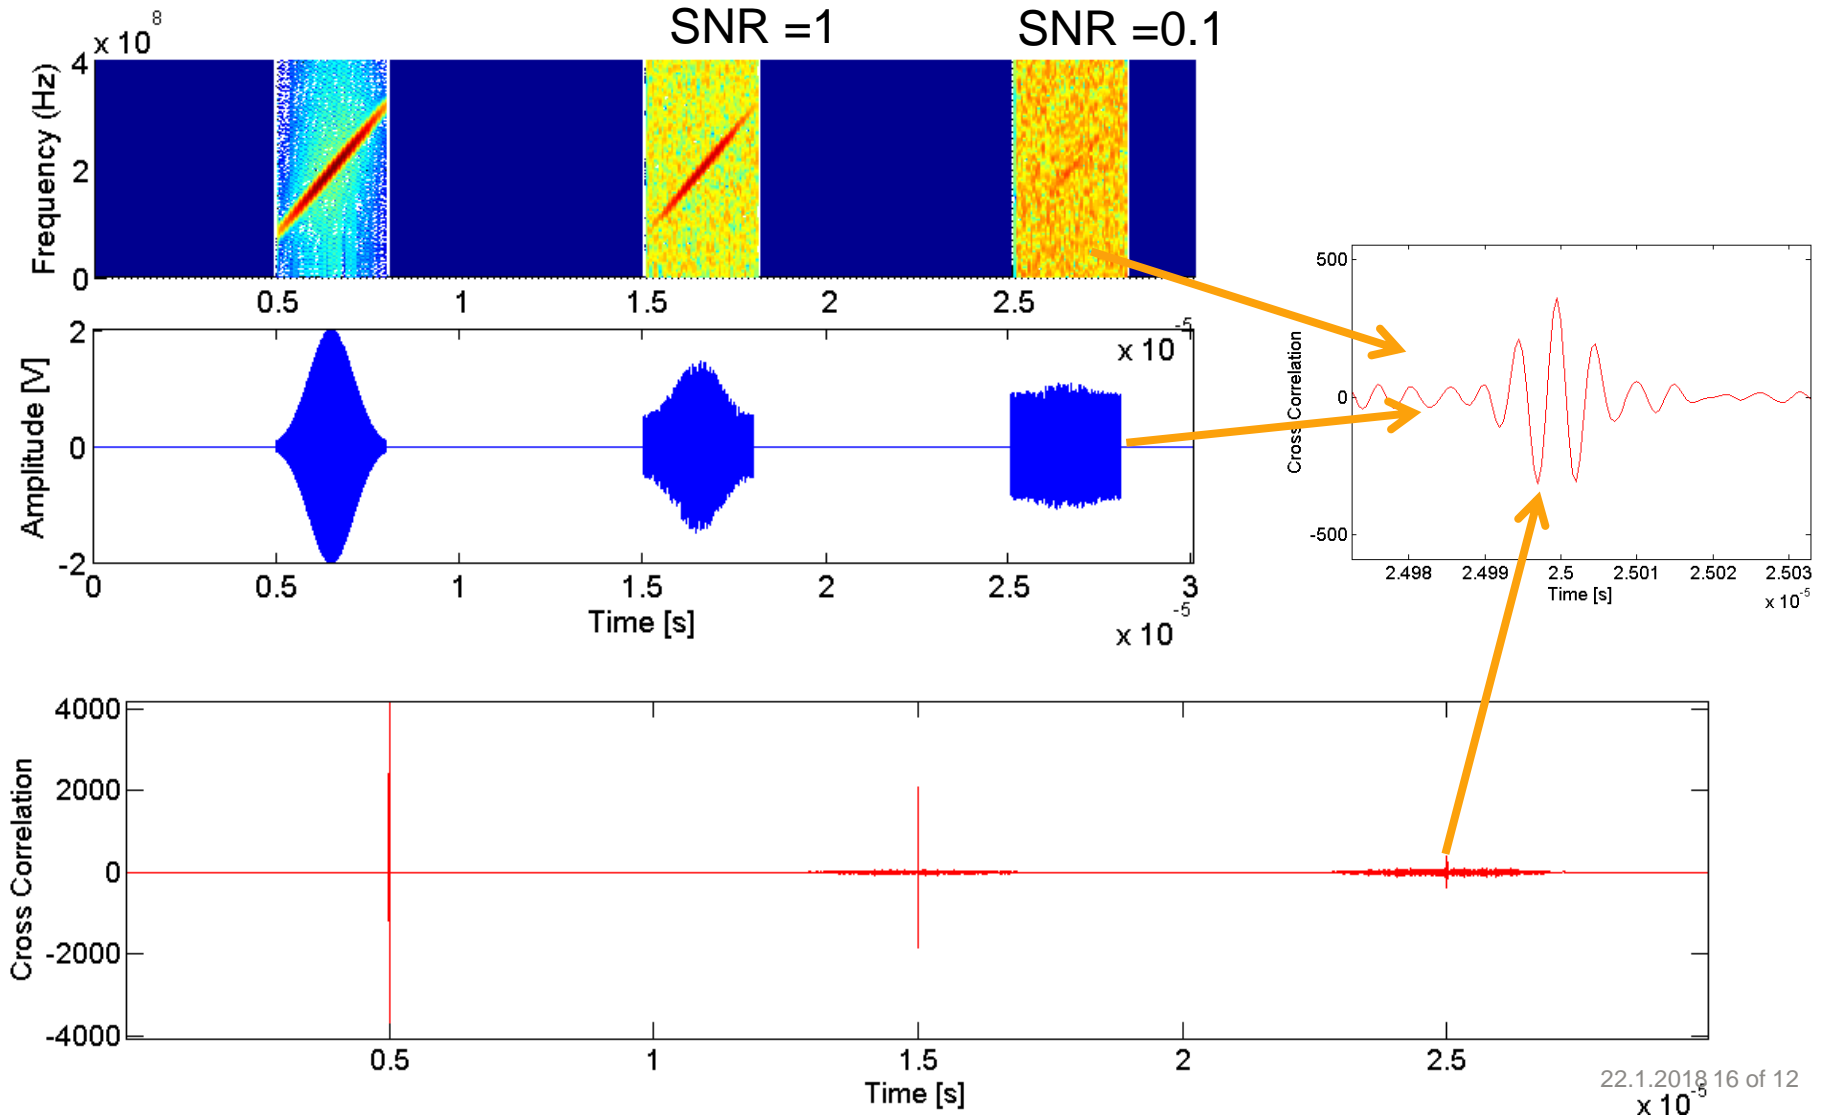 SNR =1
SNR =0.1
x 10^8
Frequency (Hz)
4
2
0
0.5 1 1.5 2 2.5
x 10^-5
Amplitude [V]
2
0
-2
0 0.5 1 1.5 2 2.5 3
Time [s]
x 10^-5
Cross Correlation
500
0
-500
2.498 2.499 2.5 2.501 2.502 2.503
Time [s]
x 10^-5
Cross Correlation
4000
2000
0
-2000
-4000
0.5 1 1.5 2 2.5
Time [s]
x 10^-5
22.1.2018 16 of 12